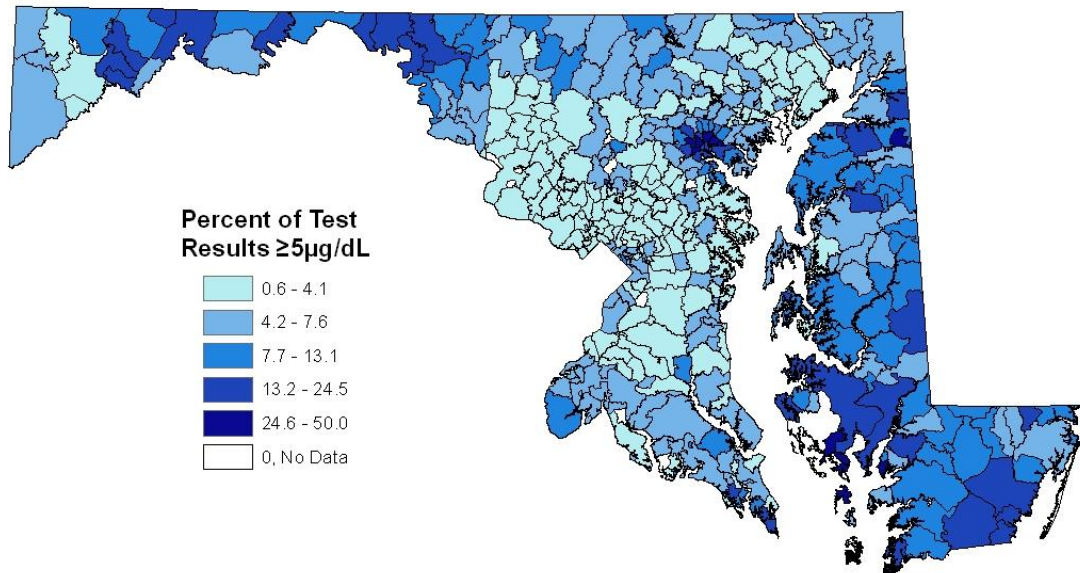 Percent of Test
Results ≥5µg/dL
0.6 - 4.1
4.2 - 7.6
7.7 - 13.1
13.2 - 24.5
24.6 - 50.0
0, No Data